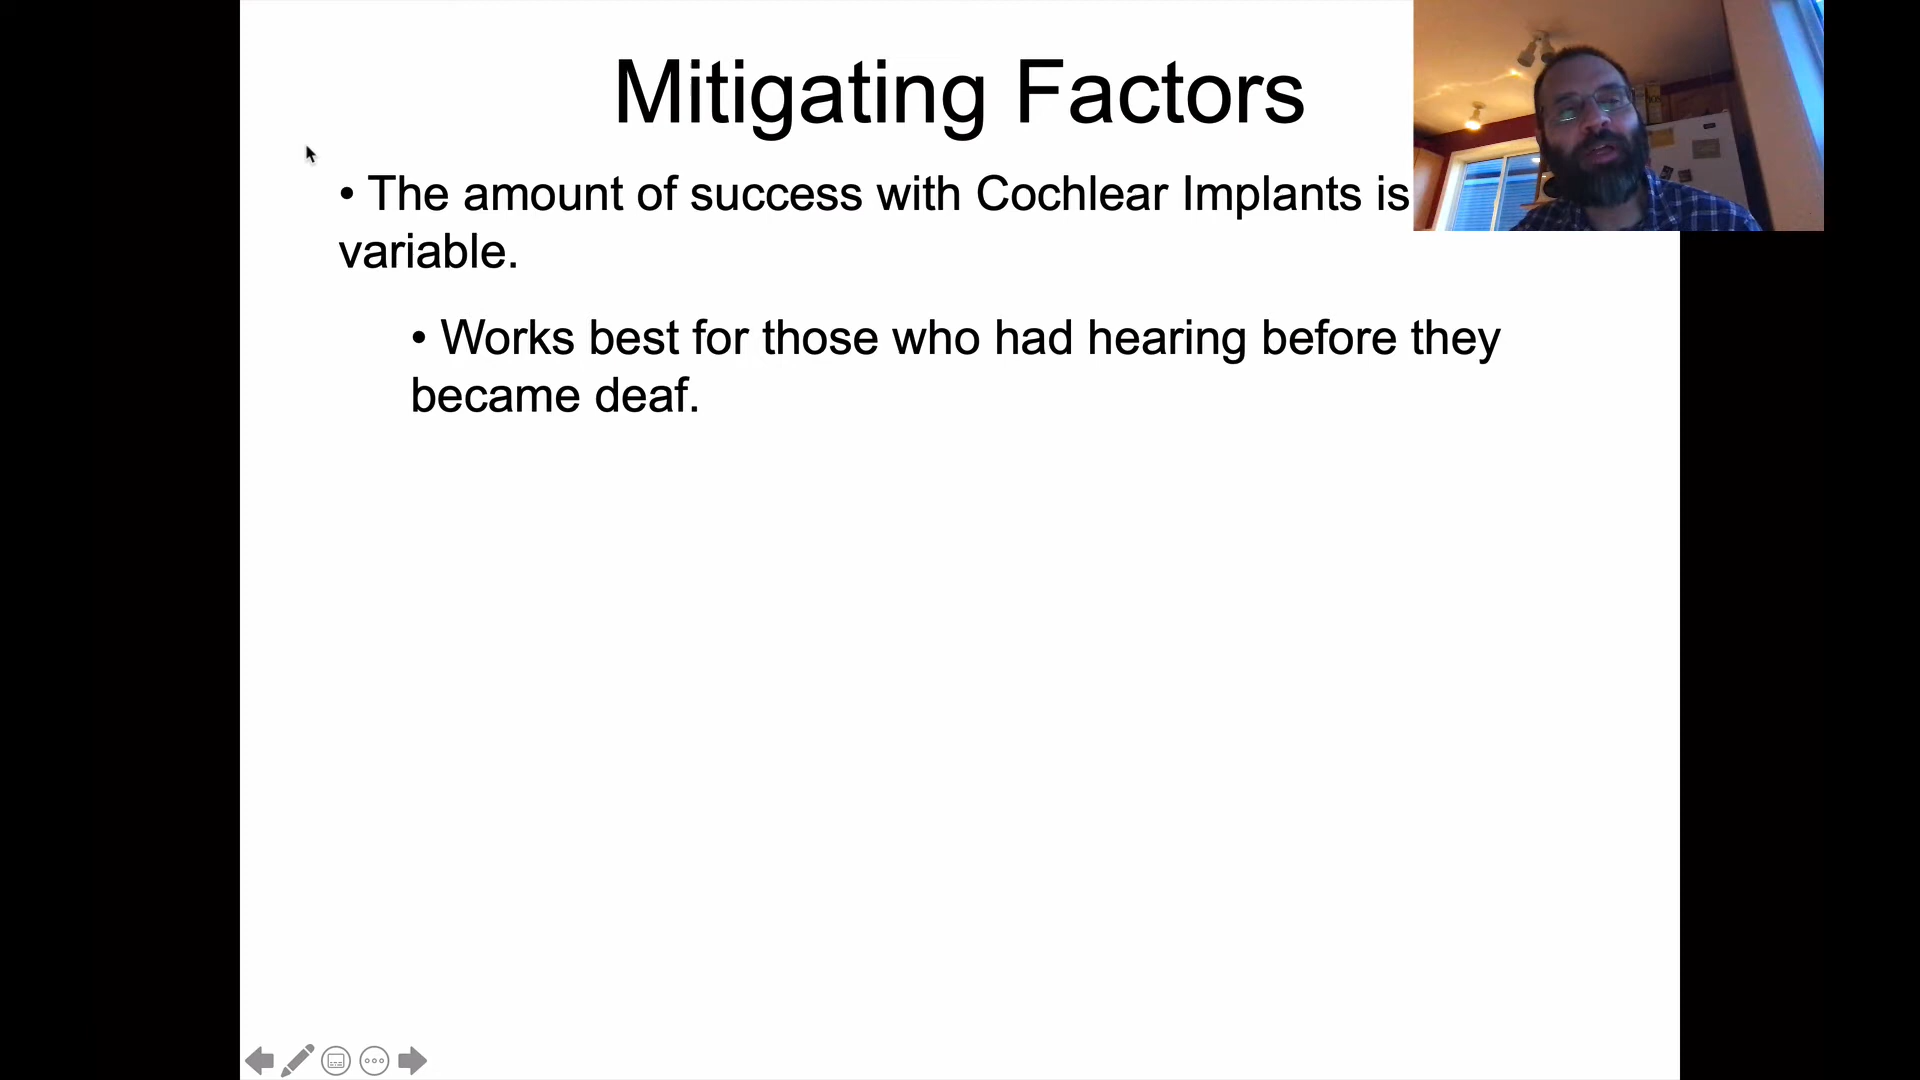 Mitigating Factors
• The amount of success with Cochlear Implants is
variable.
• Works best for those who had hearing before they
became deaf.